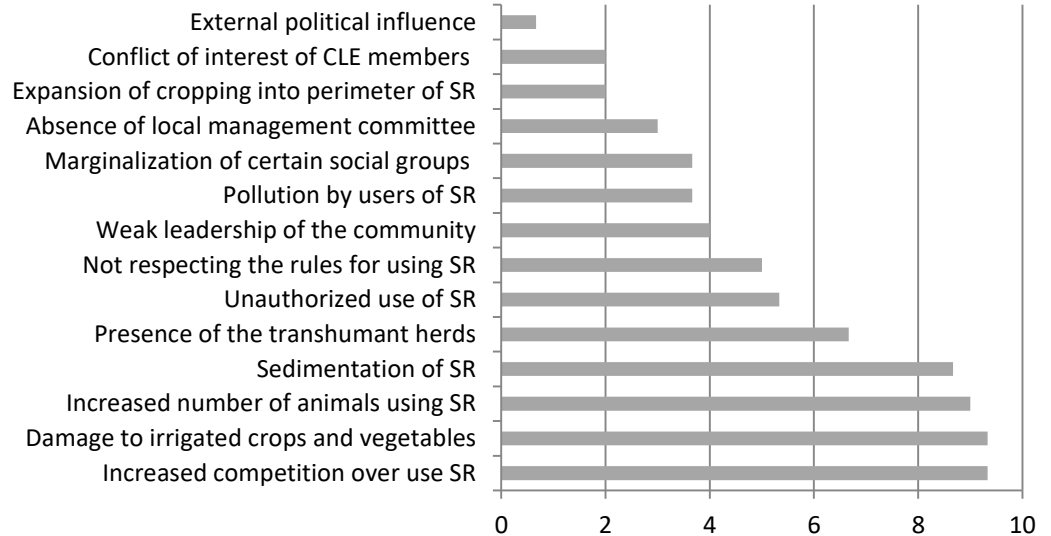 External political influence
Conflict of interest of CLE members
Expansion of cropping into perimeter of SR
Absence of local management committee
Marginalization of certain social groups
Pollution by users of SR
Weak leadership of the community
Not respecting the rules for using SR
Unauthorized use of SR
Presence of the transhumant herds
Sedimentation of SR
Increased number of animals using SR
Damage to irrigated crops and vegetables
Increased competition over use SR
0 2 4 6 8 10